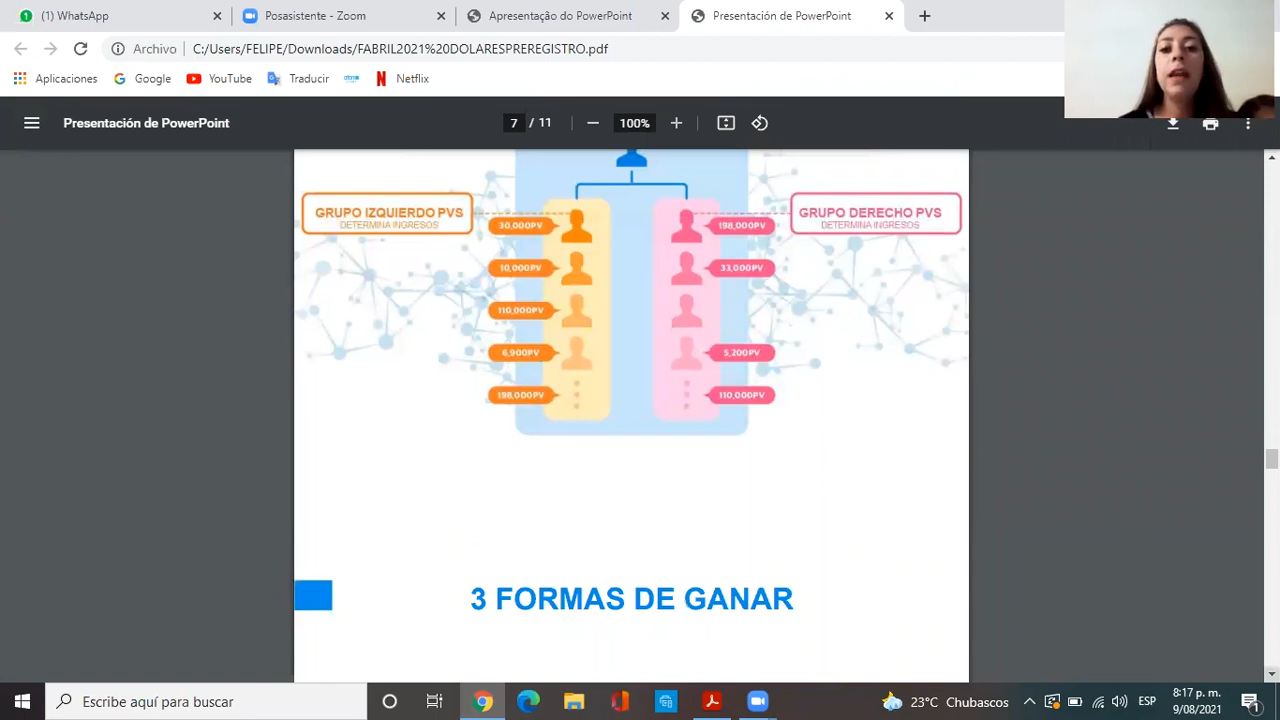 (1) WhatsApp
Posasistente - Zoom
Apresentação do PowerPoint
Presentación de PowerPoint
Archivo
C:/Users/FELIPE/Downloads/FABRIL2021%20DOLARESPREREGISTRO.pdf
Aplicaciones
Google
YouTube
Traducir
Netflix
Presentación de PowerPoint
7 / 11
100%
GRUPO IZQUIERDO PVS
DETERMINA INGRESOS
GRUPO DERECHO PVS
DETERMINA INGRESOS
30,000PV
198,000PV
10,000PV
33,000PV
110,000PV
6,900PV
5,200PV
198,000PV
110,000PV
3 FORMAS DE GANAR
Escribe aquí para buscar
23°C Chubascos
ESP
8:17 p. m.
9/08/2021
1